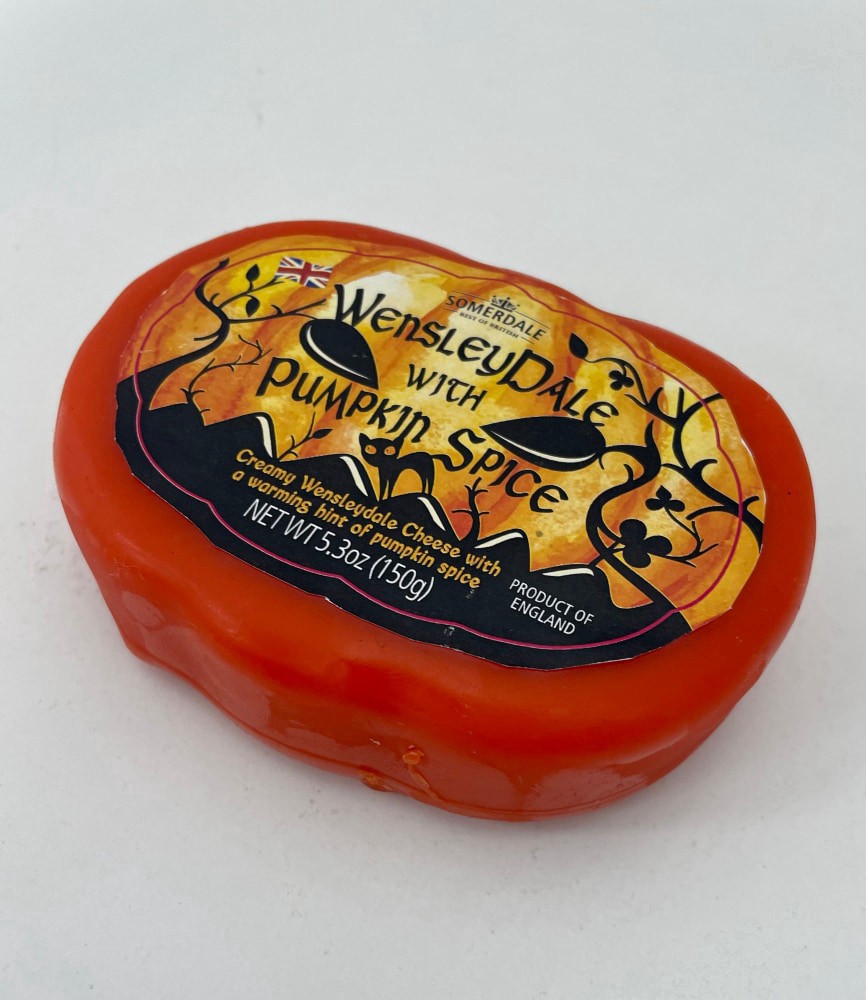 SOMERDALE
BEST OF BRITISH
WENSLEYDALE
WITH
PUMPKIN SPICE
Creamy Wensleydale Cheese with
a warming hint of pumpkin spice
NET WT 5.3oz (150g)
PRODUCT OF
ENGLAND